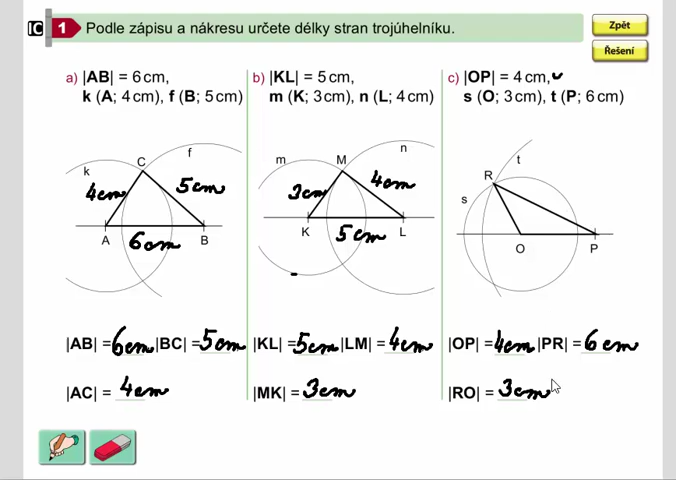 IC 1 Podle zápisu a nákresu určete délky stran trojúhelníku.
Zpět
Řešení
a) |AB| = 6 cm,
k (A; 4 cm), f (B; 5 cm)
k
C
f
4cm
5cm
A
6cm
B
|AB| = 6cm |BC| = 5cm
|AC| = 4cm
b) |KL| = 5 cm,
m (K; 3 cm), n (L; 4 cm)
m
M
n
3cm
4cm
K
5cm
L
|KL| = 5cm |LM| = 4cm
|MK| = 3cm
c) |OP| = 4 cm,
s (O; 3 cm), t (P; 6 cm)
t
R
s
O
P
|OP| = 4cm |PR| = 6cm
|RO| = 3cm